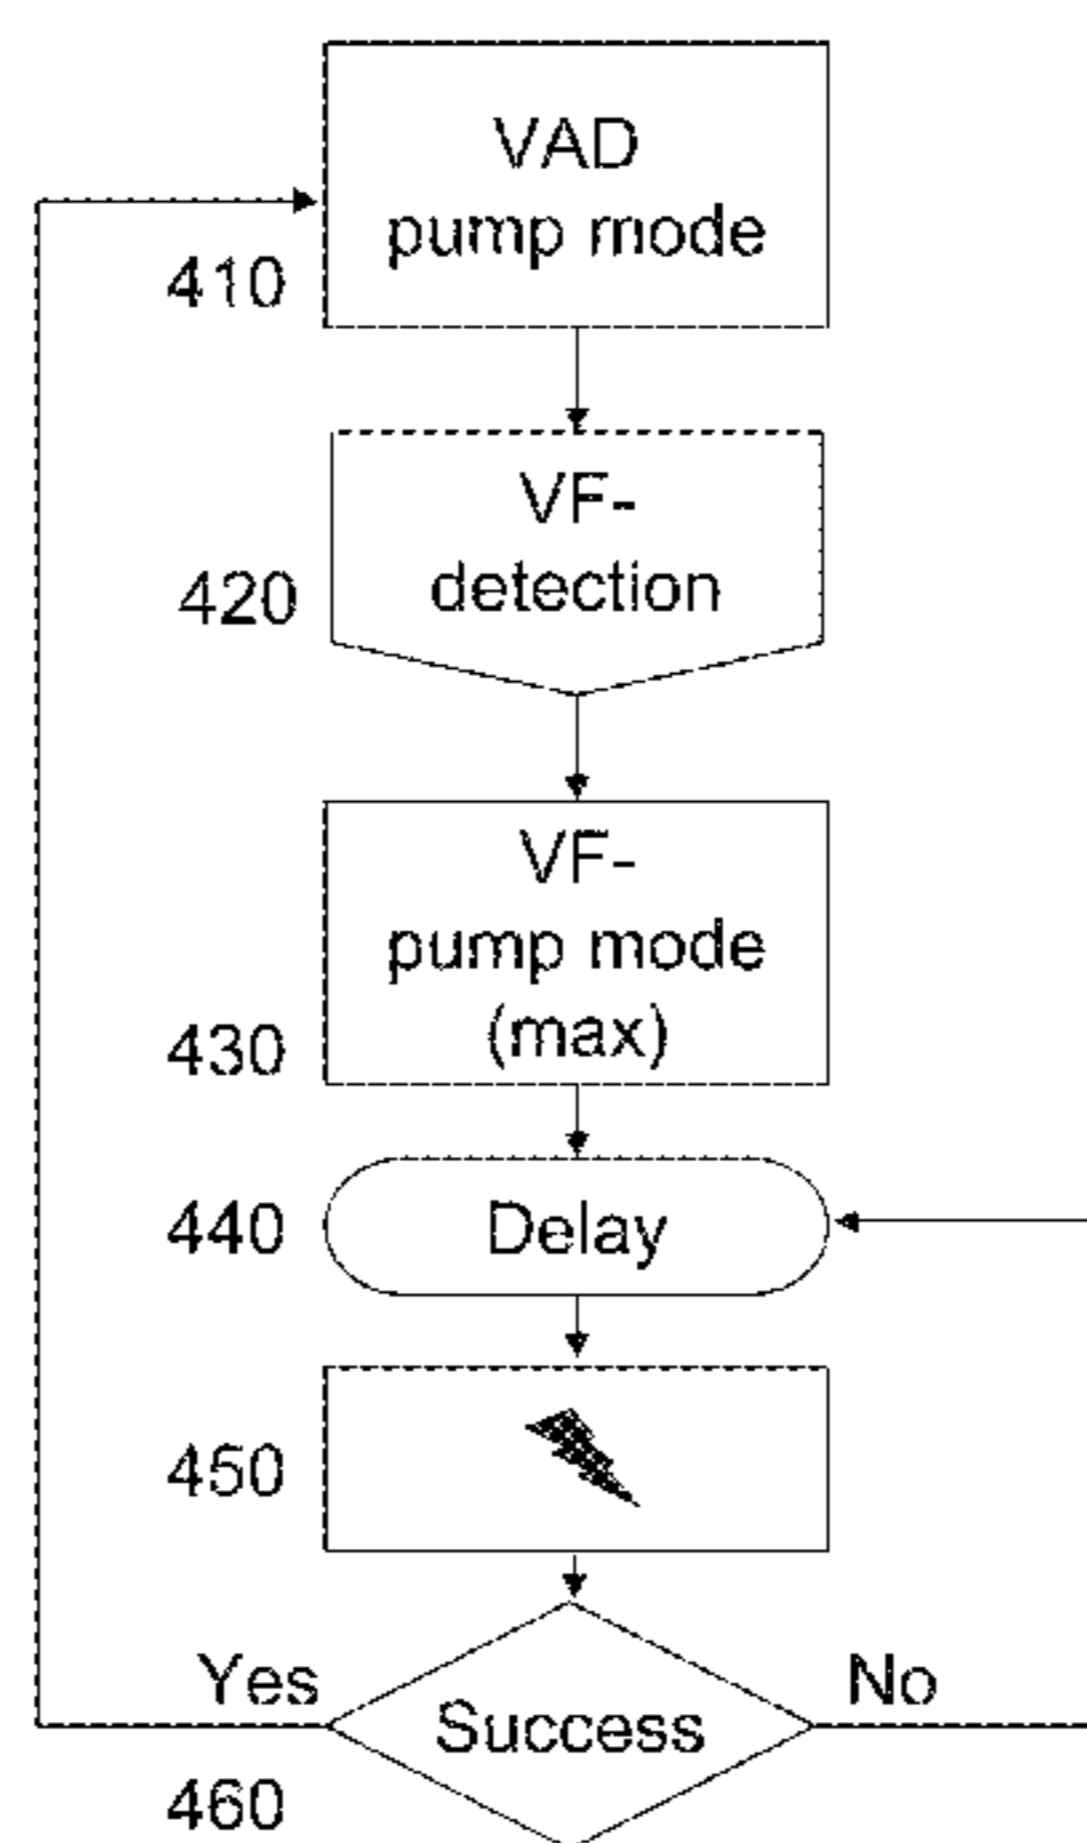 VAD
pump mode
410
VF-
detection
420
VF-
pump mode
(max)
430
440
Delay
450
Yes
No
Success
460